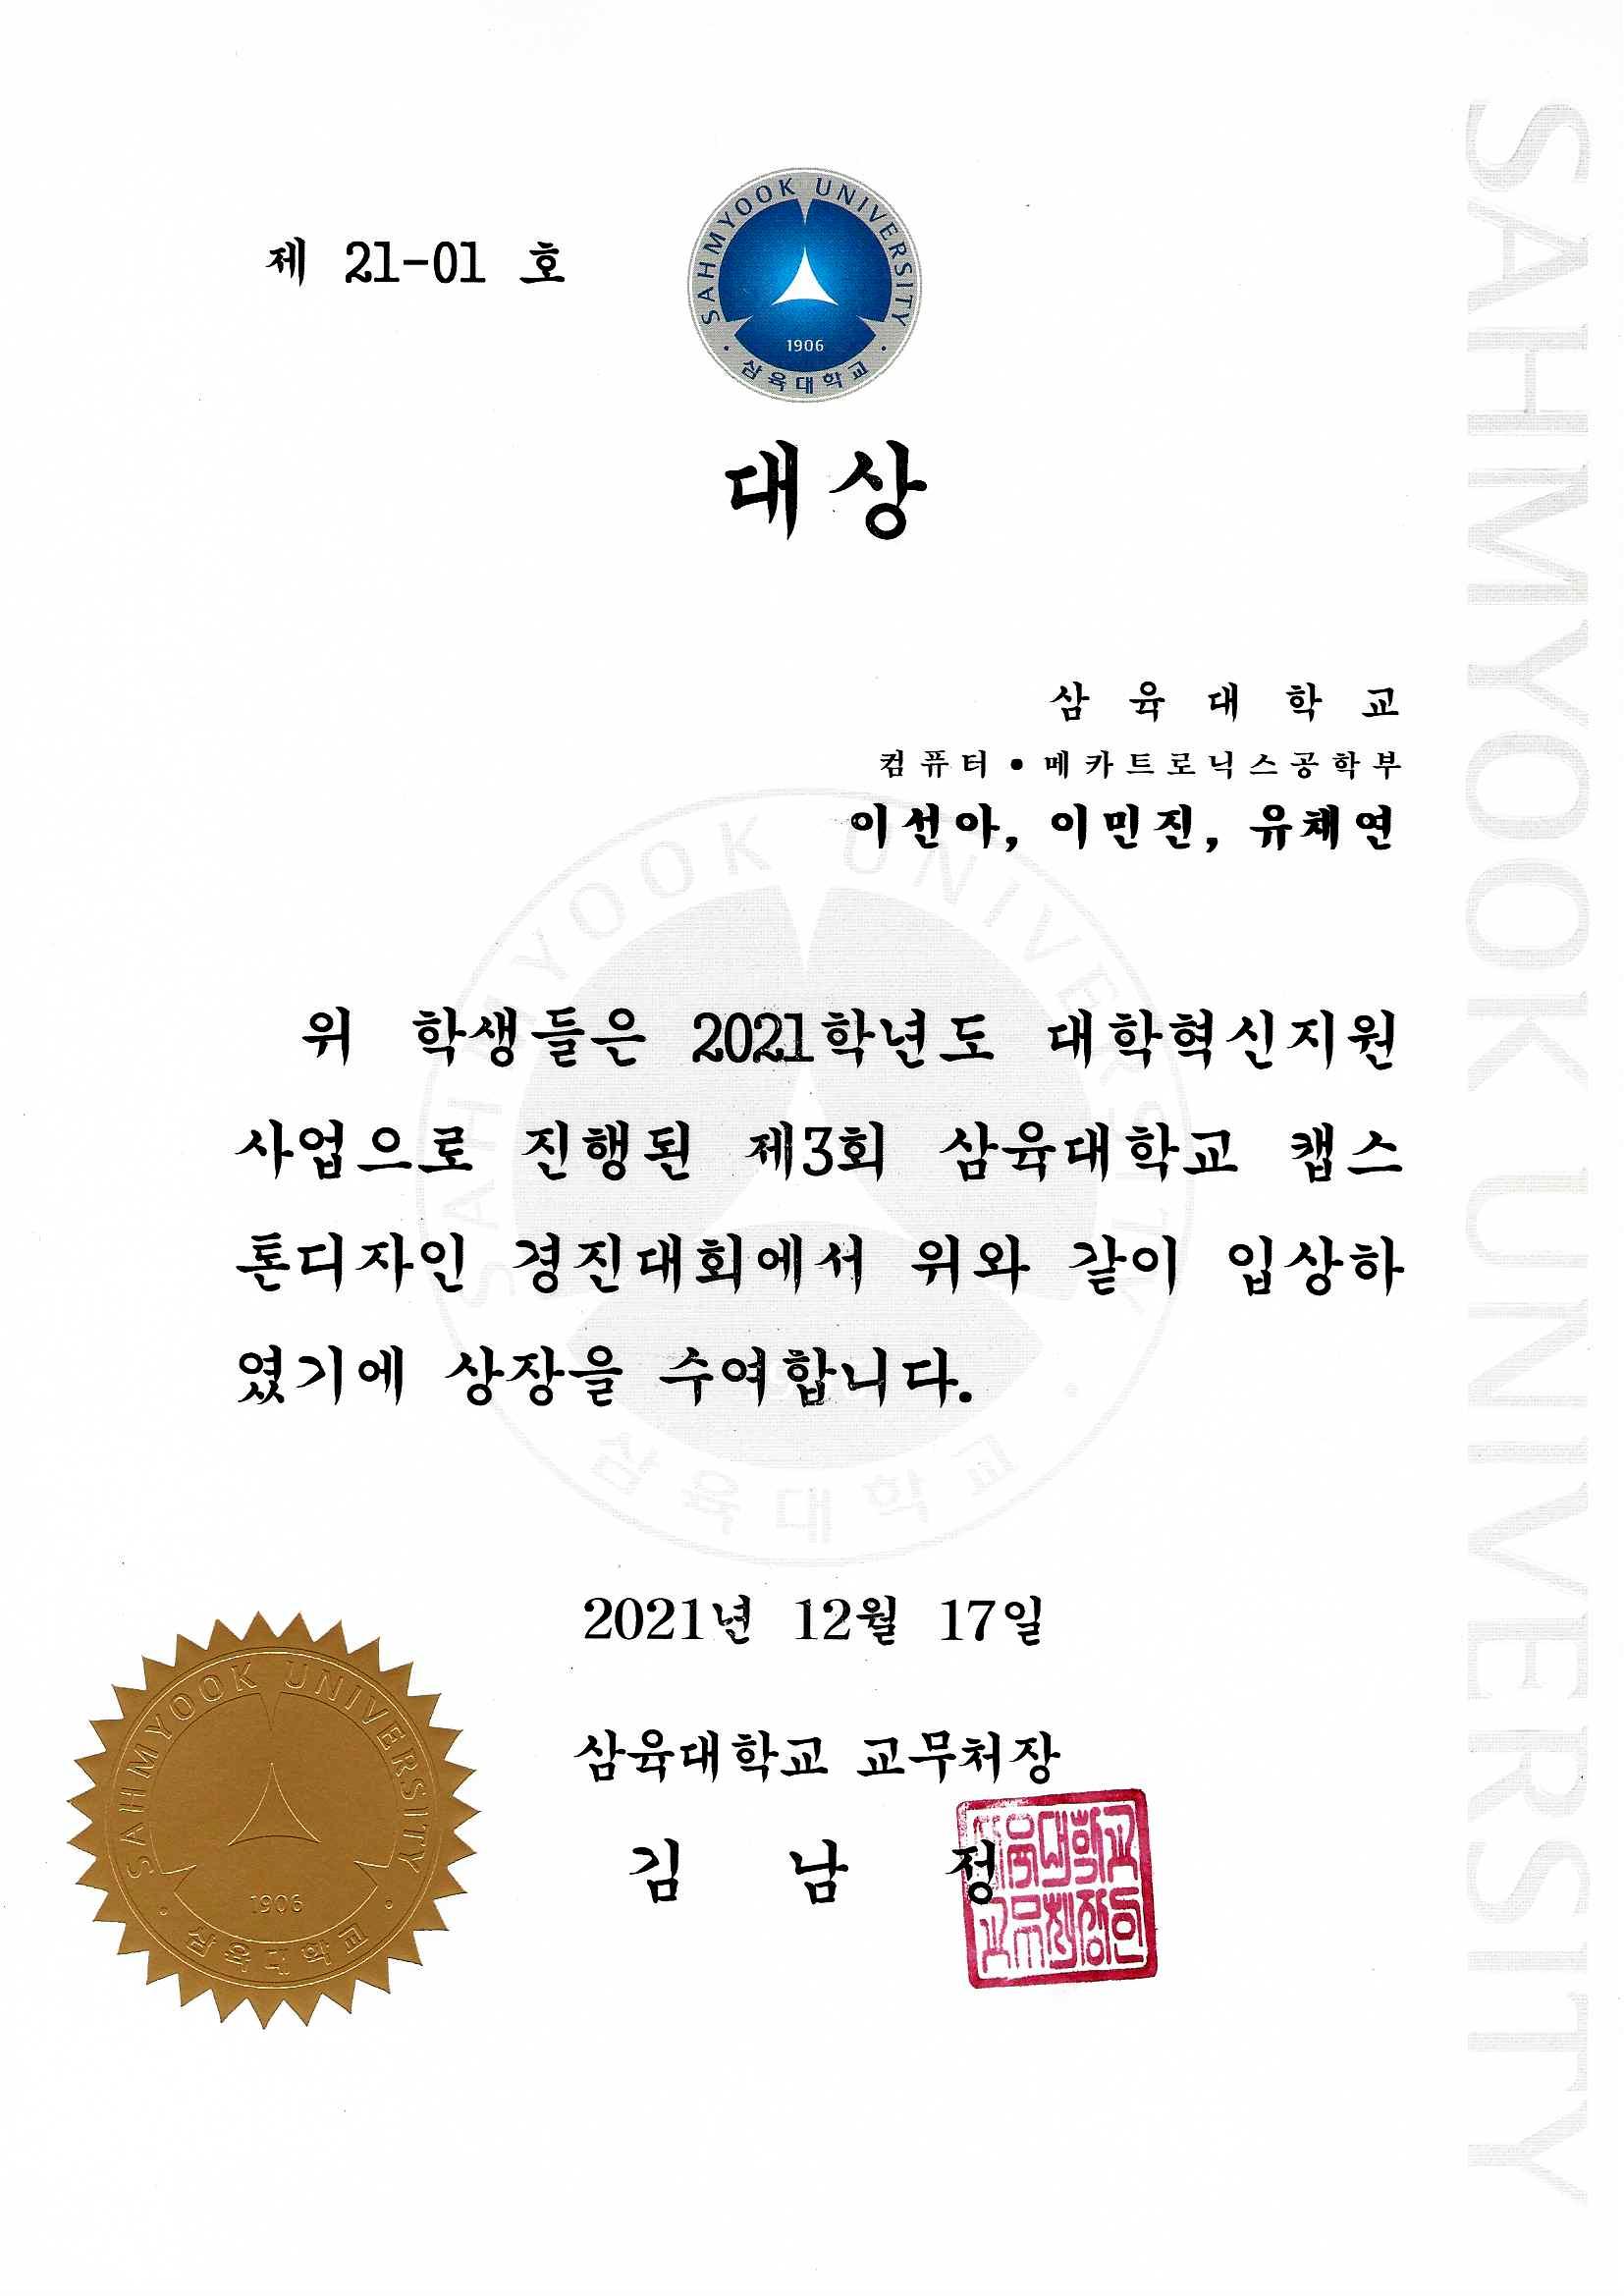 제 21-01 호
SAHMYOOK UNIVERSITY
1906
삼육대학교
대상
삼육대학교
컴퓨터·메카트로닉스공학부
이선아, 이민진, 유채연
위 학생들은 2021학년도 대학혁신지원
사업으로 진행된 제3회 삼육대학교 캡스
톤디자인 경진대회에서 위와 같이 입상하
였기에 상장을 수여합니다.
SAHMYOOK UNIVERSITY
삼육대학교
2021년 12월 17일
삼육대학교 교무처장
김 남 정
삼육대학교
교무처장인
SAHMYOOK UNIVERSITY
1906
삼육대학교
SAHMYOOK UNIVERSITY